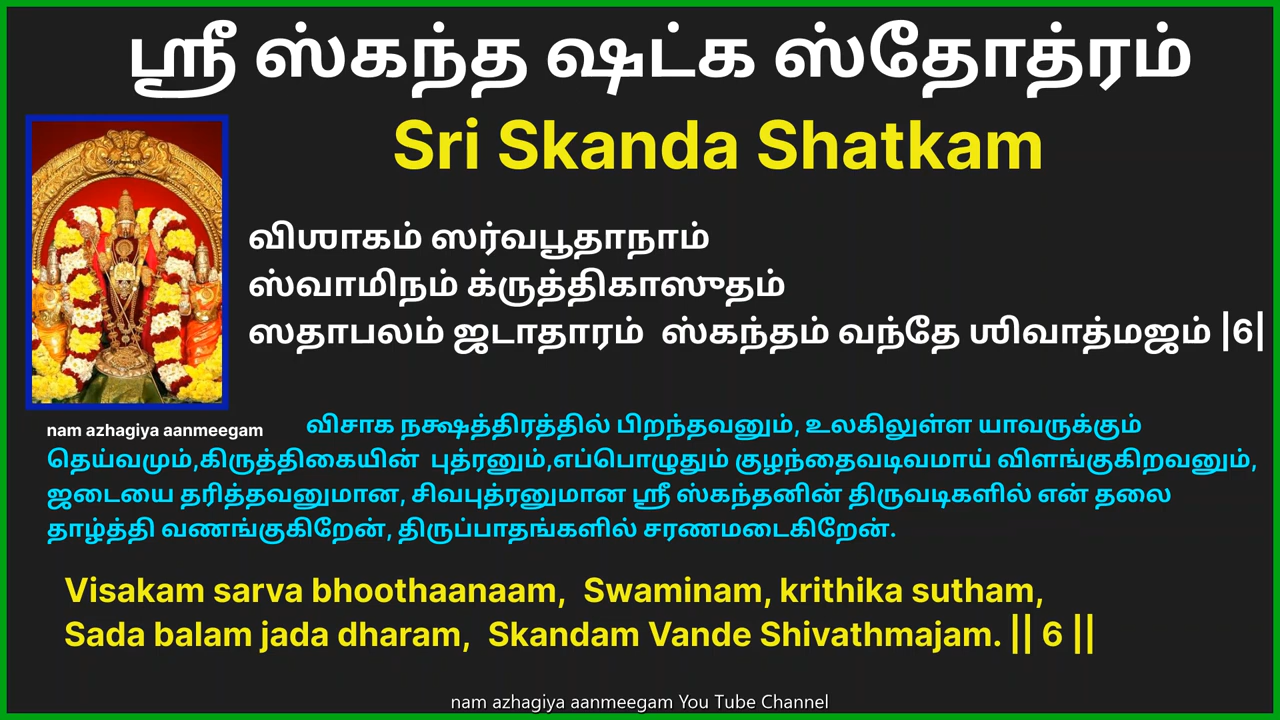 ஸ்ரீ ஸ்கந்த ஷட்க ஸ்தோத்ரம்
Sri Skanda Shatkam
விஶாகம் ஸர்வபூதாநாம்
ஸ்வாமிநம் க்ருத்திகாஸுதம்
ஸதாபலம் ஜடாதாரம் ஸ்கந்தம் வந்தே ஶிவாத்மஜம் |6|
nam azhagiya aanmeegam
விசாக நக்ஷத்திரத்தில் பிறந்தவனும், உலகிலுள்ள யாவருக்கும்
தெய்வமும்,கிருத்திகையின் புத்ரனும்,எப்பொழுதும் குழந்தைவடிவமாய் விளங்குகிறவனும்,
ஜடையை தரித்தவனுமான, சிவபுத்ரனுமான ஸ்ரீ ஸ்கந்தனின் திருவடிகளில் என் தலை
தாழ்த்தி வணங்குகிறேன், திருப்பாதங்களில் சரணமடைகிறேன்.
Visakam sarva bhoothaanaam, Swaminam, krithika sutham,
Sada balam jada dharam, Skandam Vande Shivathmajam. || 6 ||
nam azhagiya aanmeegam You Tube Channel